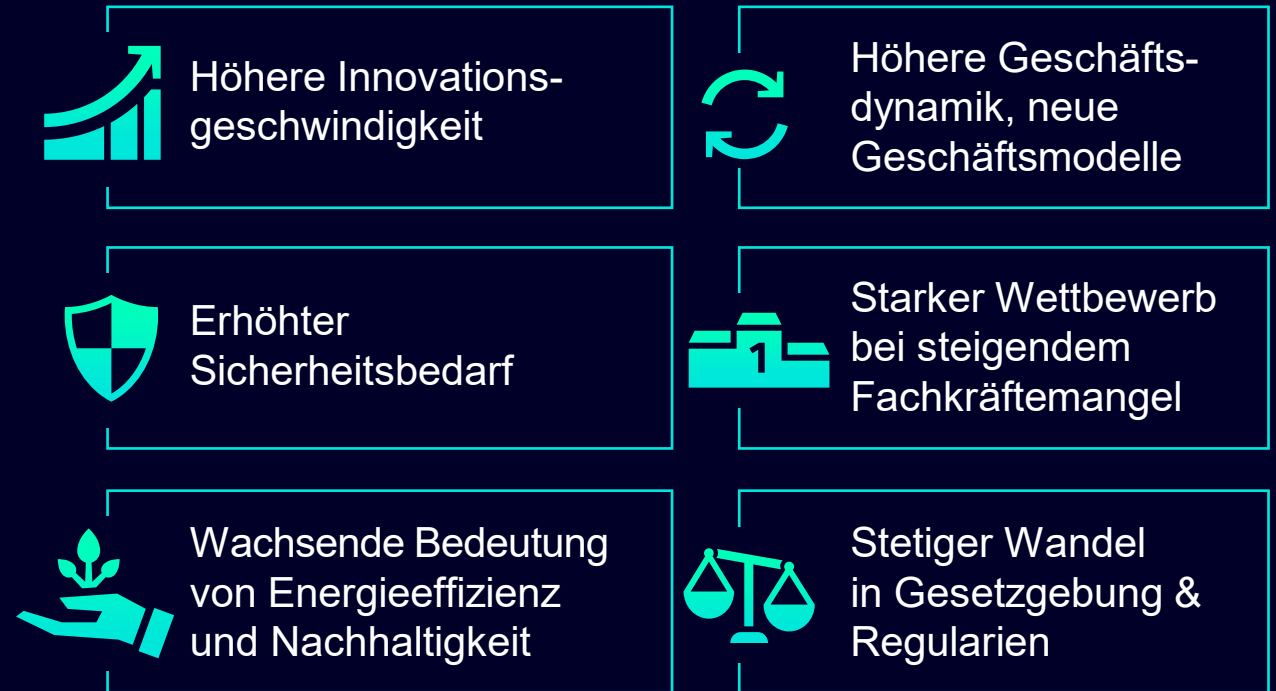 Höhere Innovations-
geschwindigkeit
Höhere Geschäfts-
dynamik, neue
Geschäftsmodelle
Erhöhter
Sicherheitsbedarf
1
Starker Wettbewerb
bei steigendem
Fachkräftemangel
Wachsende Bedeutung
von Energieeffizienz
und Nachhaltigkeit
Stetiger Wandel
in Gesetzgebung &
Regularien